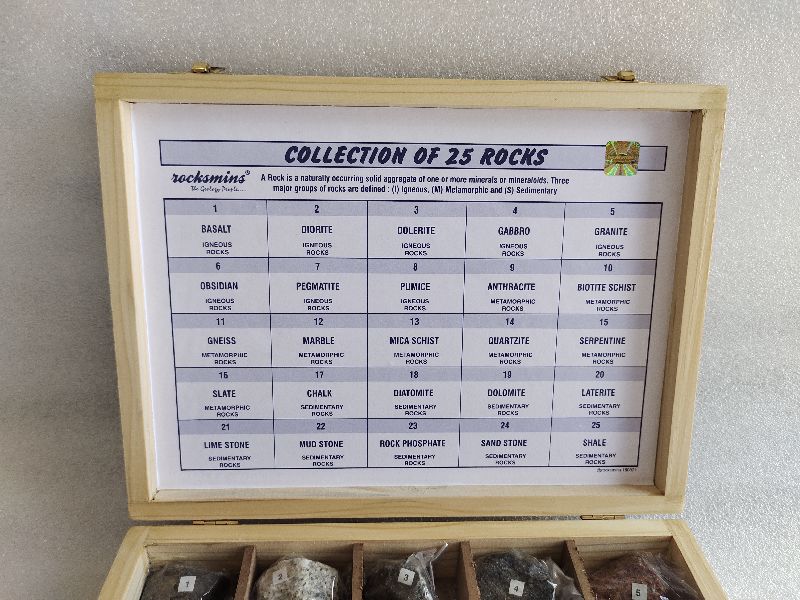 COLLECTION OF 25 ROCKS
rocksmins®
The Geology People....
A Rock is a naturally occurring solid aggregate of one or more minerals or mineraloids. Three
major groups of rocks are defined : (I) Igneous, (M) Metamorphic and (S) Sedimentary
1 2 3 4 5
BASALT DIORITE DOLERITE GABBRO GRANITE
IGNEOUS IGNEOUS IGNEOUS IGNEOUS IGNEOUS
ROCKS ROCKS ROCKS ROCKS ROCKS
6 7 8 9 10
OBSIDIAN PEGMATITE PUMICE ANTHRACITE BIOTITE SCHIST
IGNEOUS IGNEOUS IGNEOUS METAMORPHIC METAMORPHIC
ROCKS ROCKS ROCKS ROCKS ROCKS
11 12 13 14 15
GNEISS MARBLE MICA SCHIST QUARTZITE SERPENTINE
METAMORPHIC METAMORPHIC METAMORPHIC METAMORPHIC METAMORPHIC
ROCKS ROCKS ROCKS ROCKS ROCKS
16 17 18 19 20
SLATE CHALK DIATOMITE DOLOMITE LATERITE
METAMORPHIC SEDIMENTARY SEDIMENTARY SEDIMENTARY SEDIMENTARY
ROCKS ROCKS ROCKS ROCKS ROCKS
21 22 23 24 25
LIME STONE MUD STONE ROCK PHOSPHATE SAND STONE SHALE
SEDIMENTARY SEDIMENTARY SEDIMENTARY SEDIMENTARY SEDIMENTARY
ROCKS ROCKS ROCKS ROCKS ROCKS
1 2 3 4 5